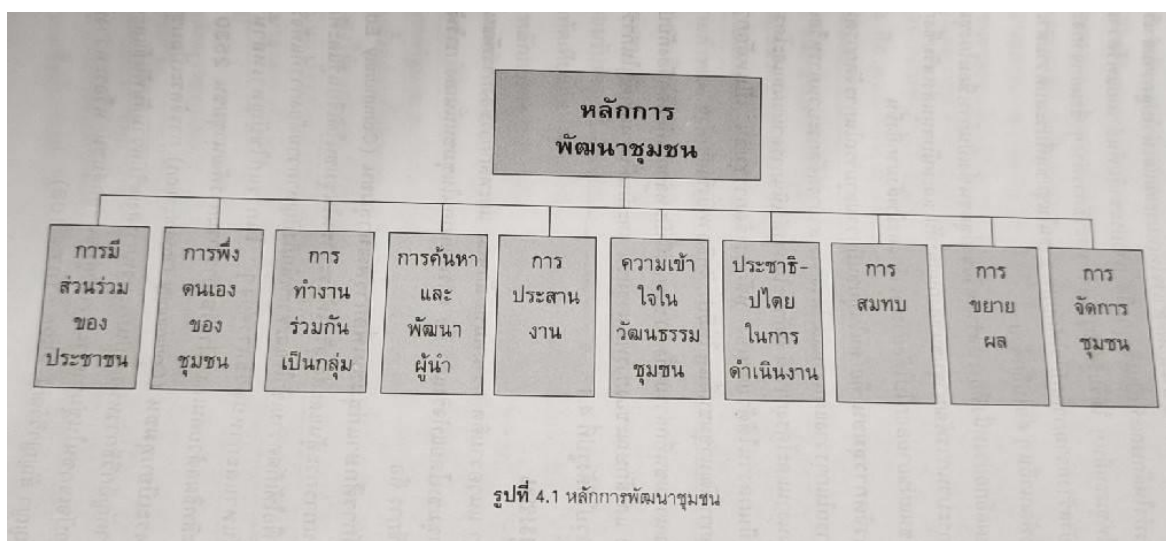 หลักการ
พัฒนาชุมชน
การมี
ส่วนร่วม
ของ
ประชาชน
การพึ่ง
ตนเอง
ของ
ชุมชน
การ
ทำงาน
ร่วมกัน
เป็นกลุ่ม
การค้นหา
และ
พัฒนา
ผู้นำ
การ
ประสาน
งาน
ความเข้า
ใจใน
วัฒนธรรม
ชุมชน
ประชาธิ-
ปไตย
ในการ
ดำเนินงาน
การ
สมทบ
การ
ขยาย
ผล
การ
จัดการ
ชุมชน
รูปที่ 4.1 หลักการพัฒนาชุมชน